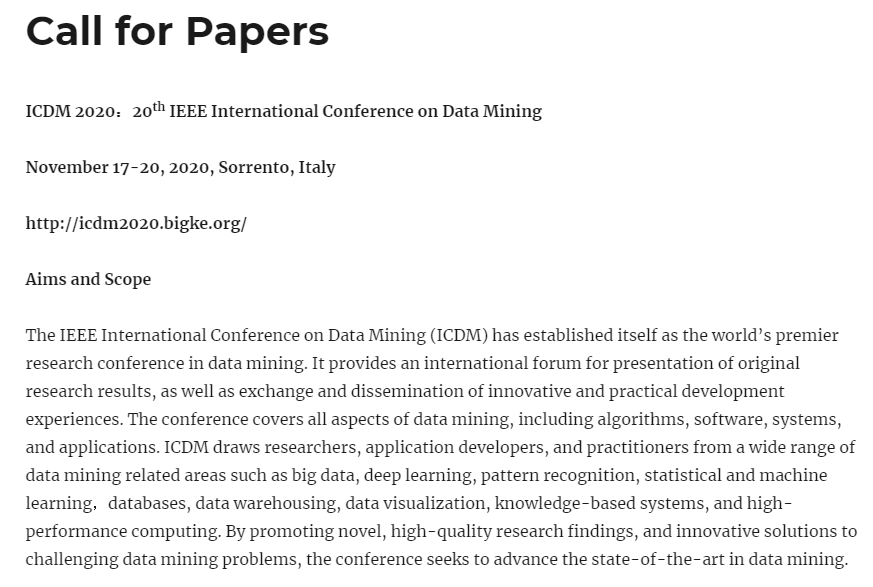 Call for Papers
ICDM 2020：20th IEEE International Conference on Data Mining
November 17-20, 2020, Sorrento, Italy
http://icdm2020.bigke.org/
Aims and Scope
The IEEE International Conference on Data Mining (ICDM) has established itself as the world’s premier
research conference in data mining. It provides an international forum for presentation of original
research results, as well as exchange and dissemination of innovative and practical development
experiences. The conference covers all aspects of data mining, including algorithms, software, systems,
and applications. ICDM draws researchers, application developers, and practitioners from a wide range of
data mining related areas such as big data, deep learning, pattern recognition, statistical and machine
learning，databases, data warehousing, data visualization, knowledge-based systems, and high-
performance computing. By promoting novel, high-quality research findings, and innovative solutions to
challenging data mining problems, the conference seeks to advance the state-of-the-art in data mining.